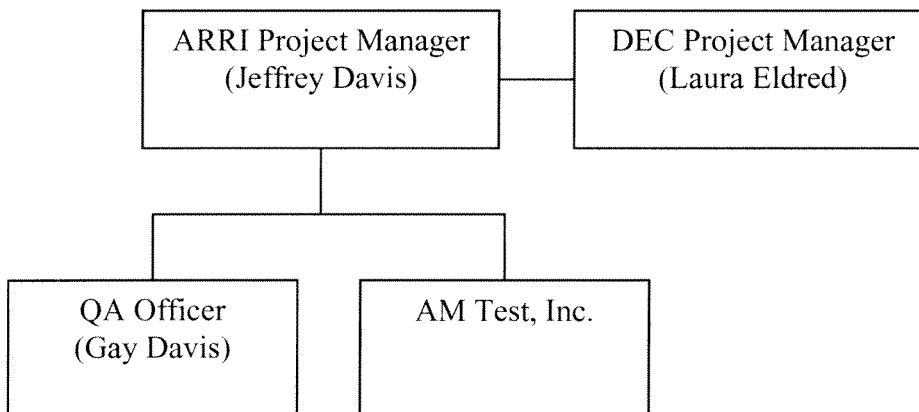 ARRI Project Manager
(Jeffrey Davis)
DEC Project Manager
(Laura Eldred)
QA Officer
(Gay Davis)
AM Test, Inc.